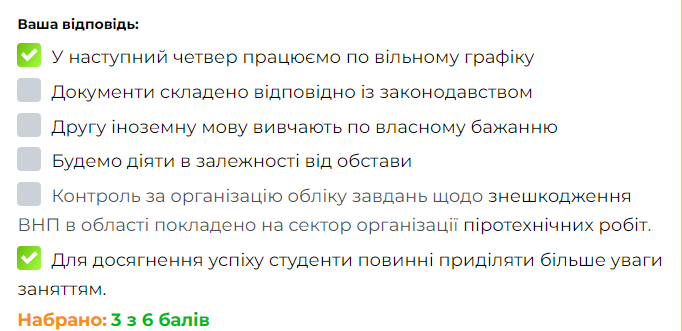 Ваша відповідь:
У наступний четвер працюємо по вільному графіку
Документи складено відповідно із законодавством
Другу іноземну мову вивчають по власному бажанню
Будемо діяти в залежності від обстави
Контроль за організацію обліку завдань щодо знешкодження
ВНП в області покладено на сектор організації піротехнічних робіт.
Для досягнення успіху студенти повинні приділяти більше уваги
заняттям.
Набрано: 3 з 6 балів